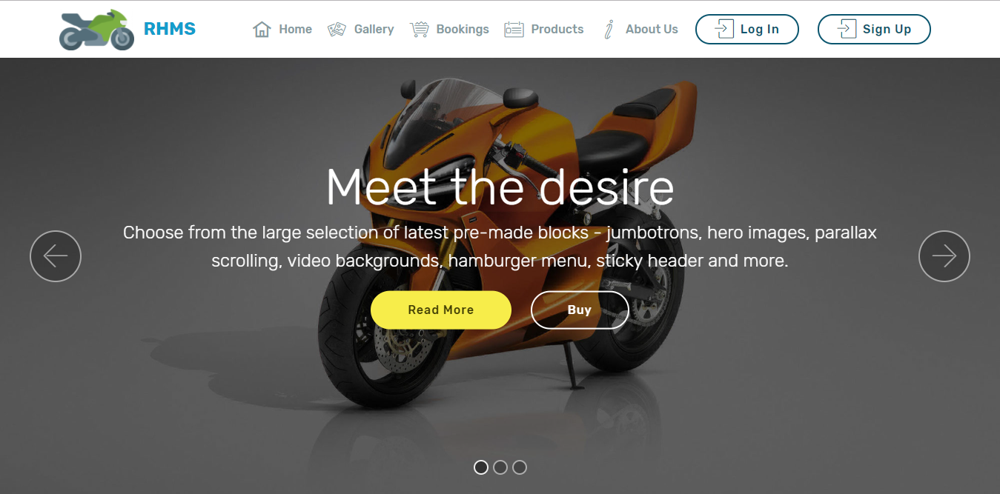 RHMS
Home
Gallery
Bookings
Products
About Us
Log In
Sign Up
Meet the desire
Choose from the large selection of latest pre-made blocks - jumbotrons, hero images, parallax
scrolling, video backgrounds, hamburger menu, sticky header and more.
Read More
Buy